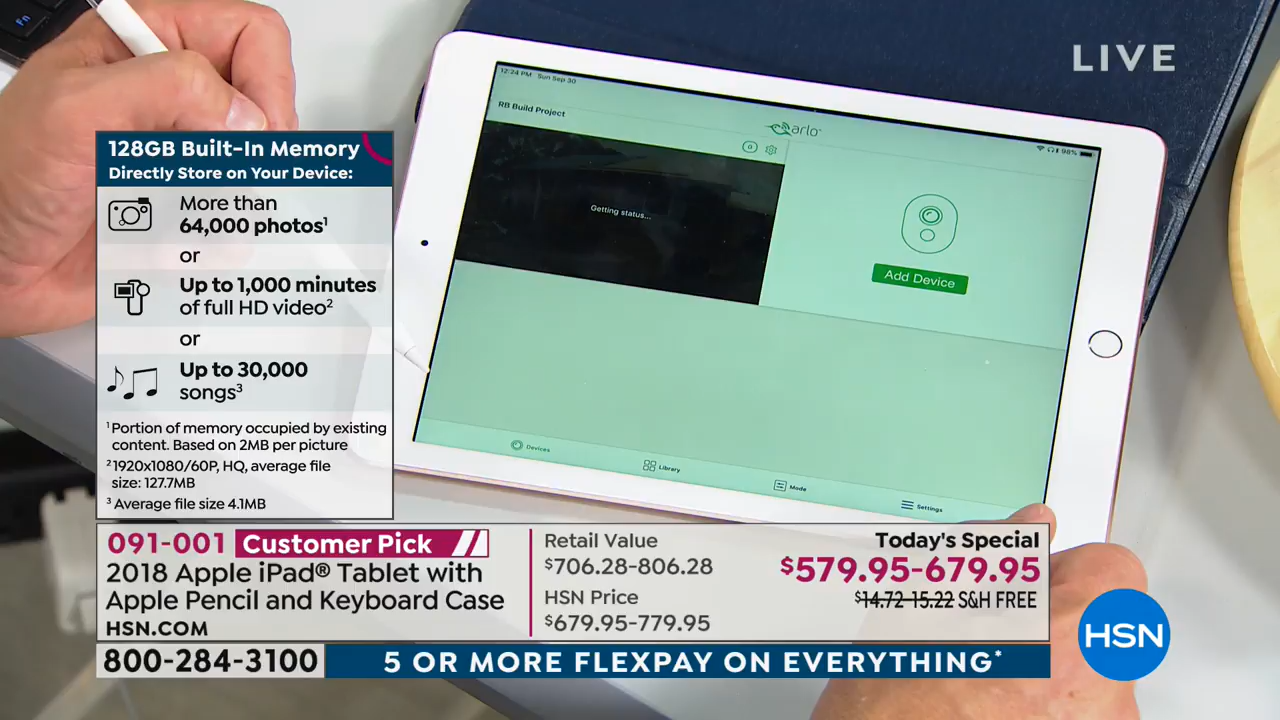 fn
LIVE
12:24 PM Sun Sep 30
98%
RB Build Project
arlo
0
Getting status...
Add Device
Devices
Library
Mode
Settings
128GB Built-In Memory
Directly Store on Your Device:
More than
64,000 photos¹
or
Up to 1,000 minutes
of full HD video²
or
Up to 30,000
songs³
¹ Portion of memory occupied by existing
content. Based on 2MB per picture
² 1920x1080/60P, HQ, average file
size: 127.7MB
³ Average file size 4.1MB
091-001 Customer Pick
2018 Apple iPad® Tablet with
Apple Pencil and Keyboard Case
HSN.COM
Retail Value
$706.28-806.28
HSN Price
$679.95-779.95
Today's Special
$579.95-679.95
$14.72-15.22 S&H FREE
HSN
800-284-3100
5 OR MORE FLEXPAY ON EVERYTHING*